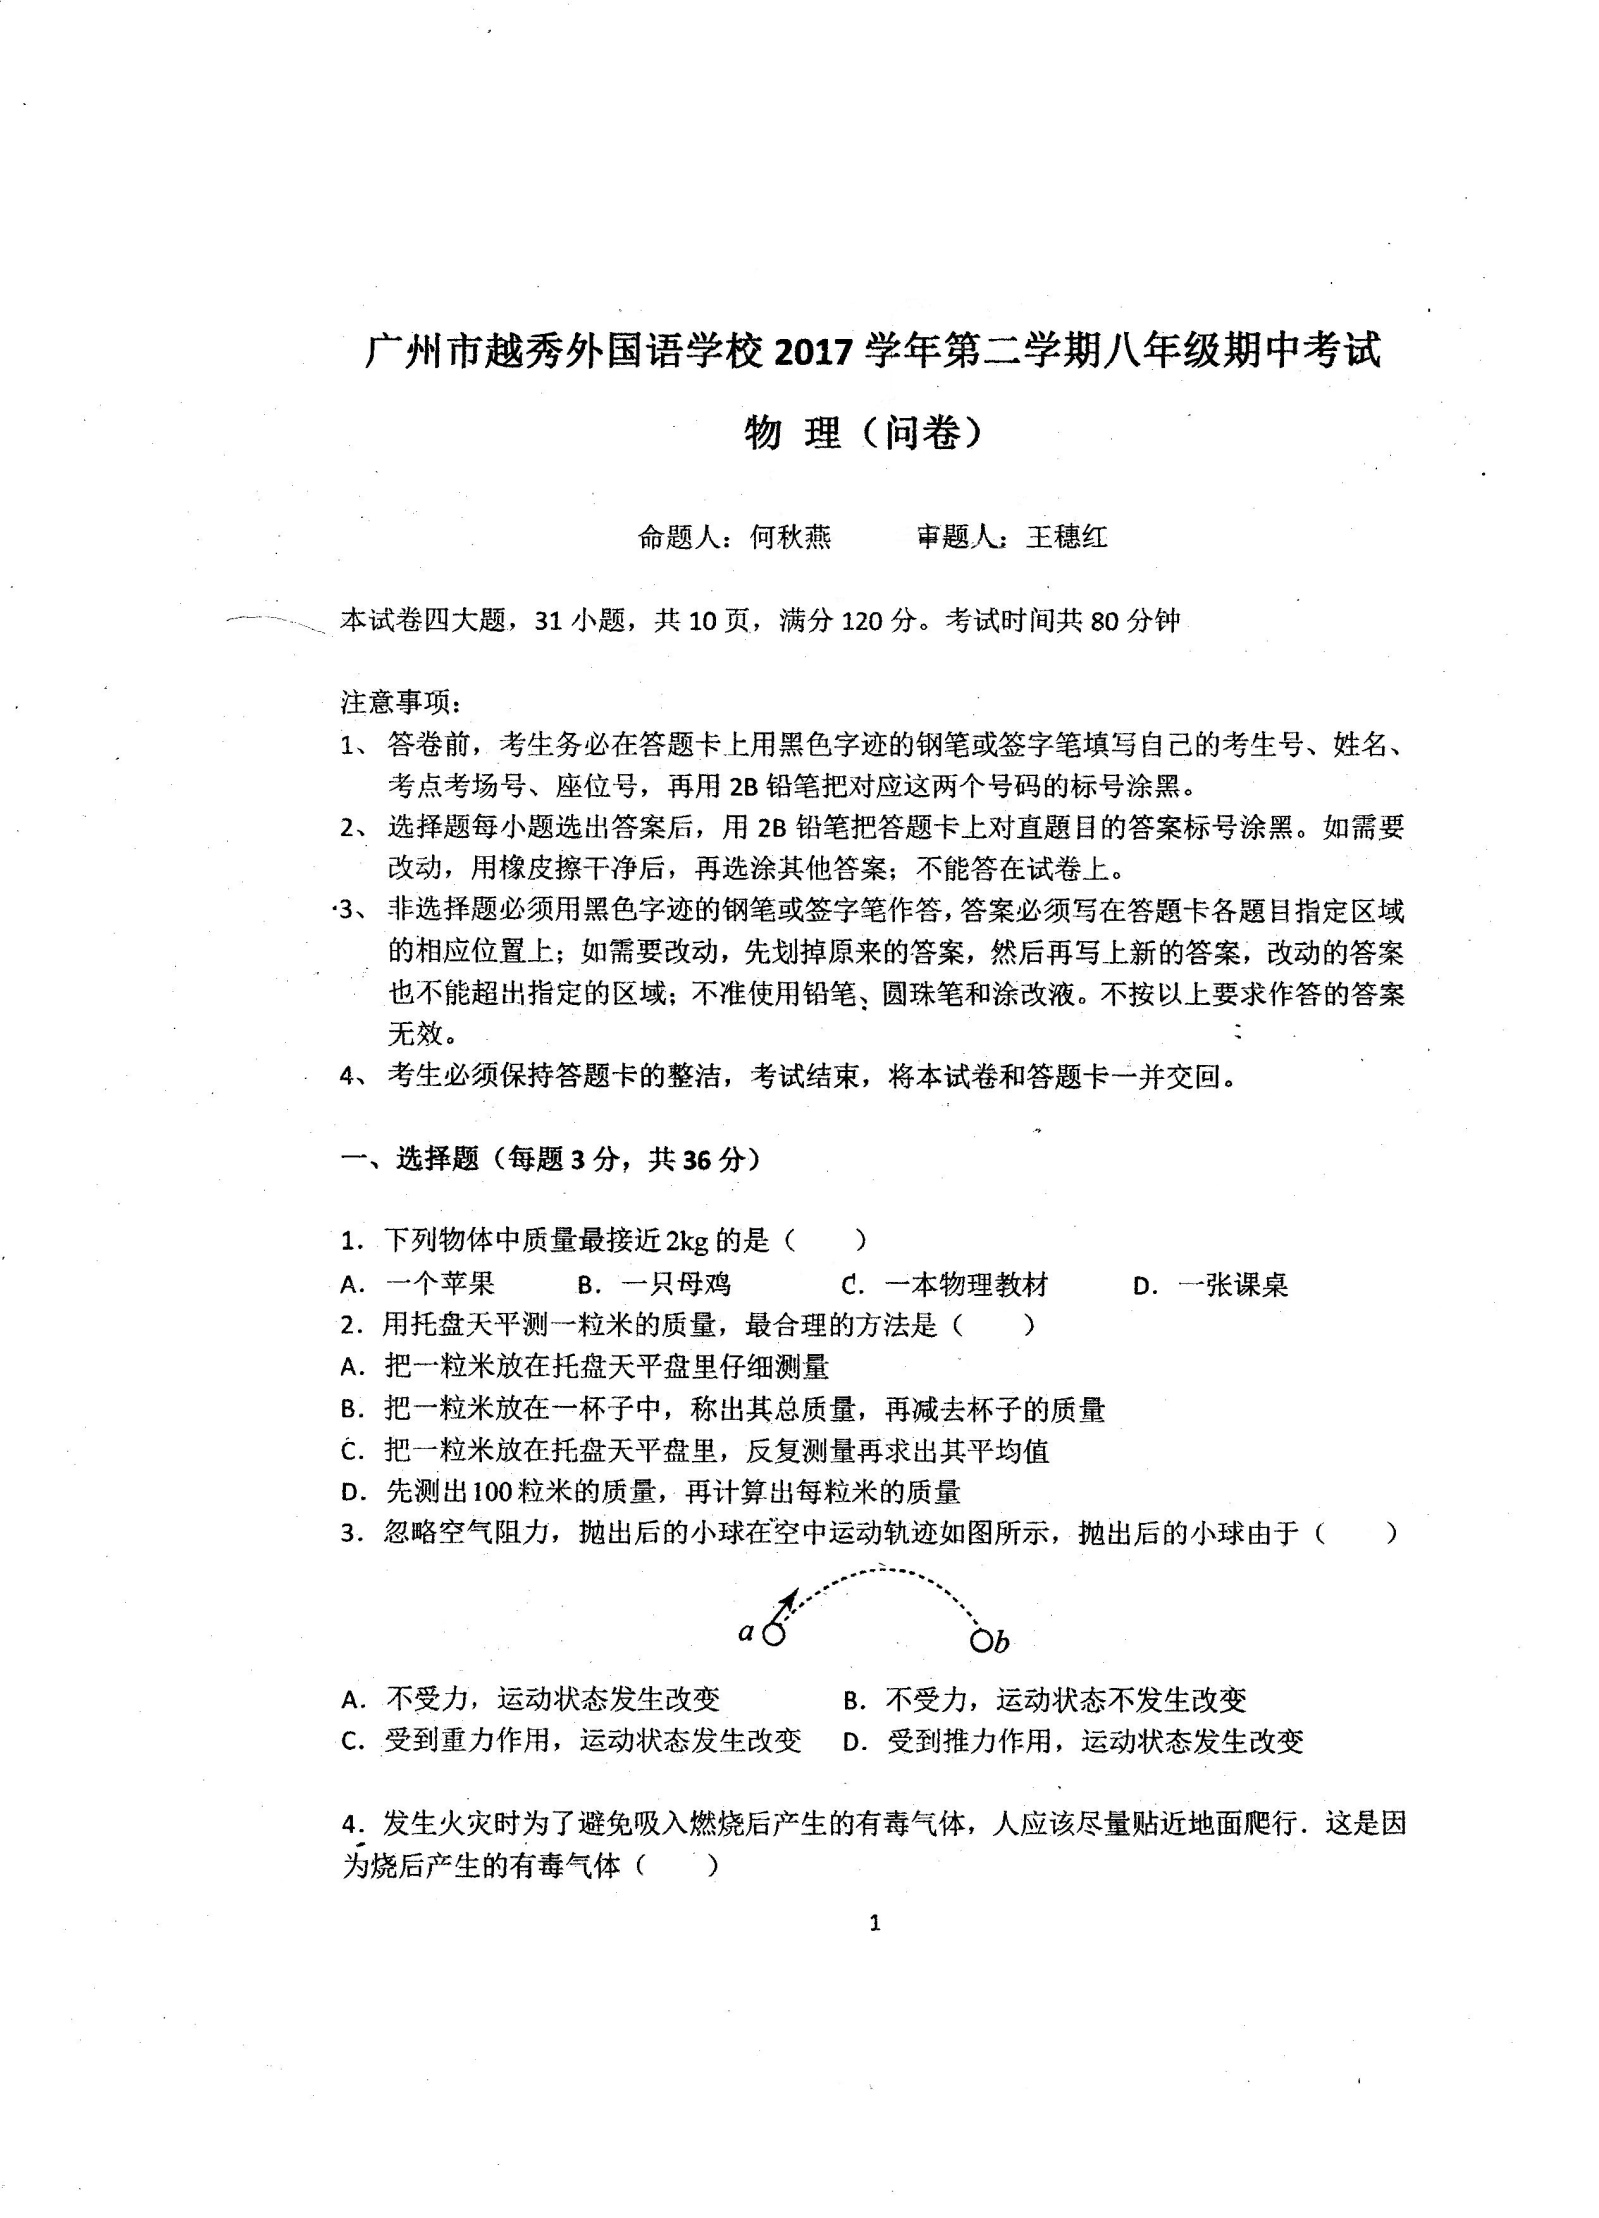 广州市越秀外国语学校 2017 学年第二学期八年级期中考试
物 理（问卷）
命题人：何秋燕 审题人：王穗红
本试卷四大题，31 小题，共 10 页，满分 120 分。考试时间共 80 分钟
注意事项：
1、 答卷前，考生务必在答题卡上用黑色字迹的钢笔或签字笔填写自己的考生号、姓名、
考点考场号、座位号，再用 2B 铅笔把对应这两个号码的标号涂黑。
2、 选择题每小题选出答案后，用 2B 铅笔把答题卡上对直题目的答案标号涂黑。如需要
改动，用橡皮擦干净后，再选涂其他答案；不能答在试卷上。
3、 非选择题必须用黑色字迹的钢笔或签字笔作答，答案必须写在答题卡各题目指定区域
的相应位置上；如需要改动，先划掉原来的答案，然后再写上新的答案，改动的答案
也不能超出指定的区域；不准使用铅笔、圆珠笔和涂改液。不按以上要求作答的答案
无效。
4、 考生必须保持答题卡的整洁，考试结束，将本试卷和答题卡一并交回。
一、选择题（每题 3 分，共 36 分）
1．下列物体中质量最接近 2kg 的是（ ）
A．一个苹果 B．一只母鸡 C．一本物理教材 D．一张课桌
2．用托盘天平测一粒米的质量，最合理的方法是（ ）
A．把一粒米放在托盘天平盘里仔细测量
B．把一粒米放在一杯子中，称出其总质量，再减去杯子的质量
C．把一粒米放在托盘天平盘里，反复测量再求出其平均值
D．先测出 100 粒米的质量，再计算出每粒米的质量
3．忽略空气阻力，抛出后的小球在空中运动轨迹如图所示，抛出后的小球由于（ ）
a b
A．不受力，运动状态发生改变 B．不受力，运动状态不发生改变
C．受到重力作用，运动状态发生改变 D．受到推力作用，运动状态发生改变
4．发生火灾时为了避免吸入燃烧后产生的有毒气体，人应该尽量贴近地面爬行．这是因
为烧后产生的有毒气体（ ）
1